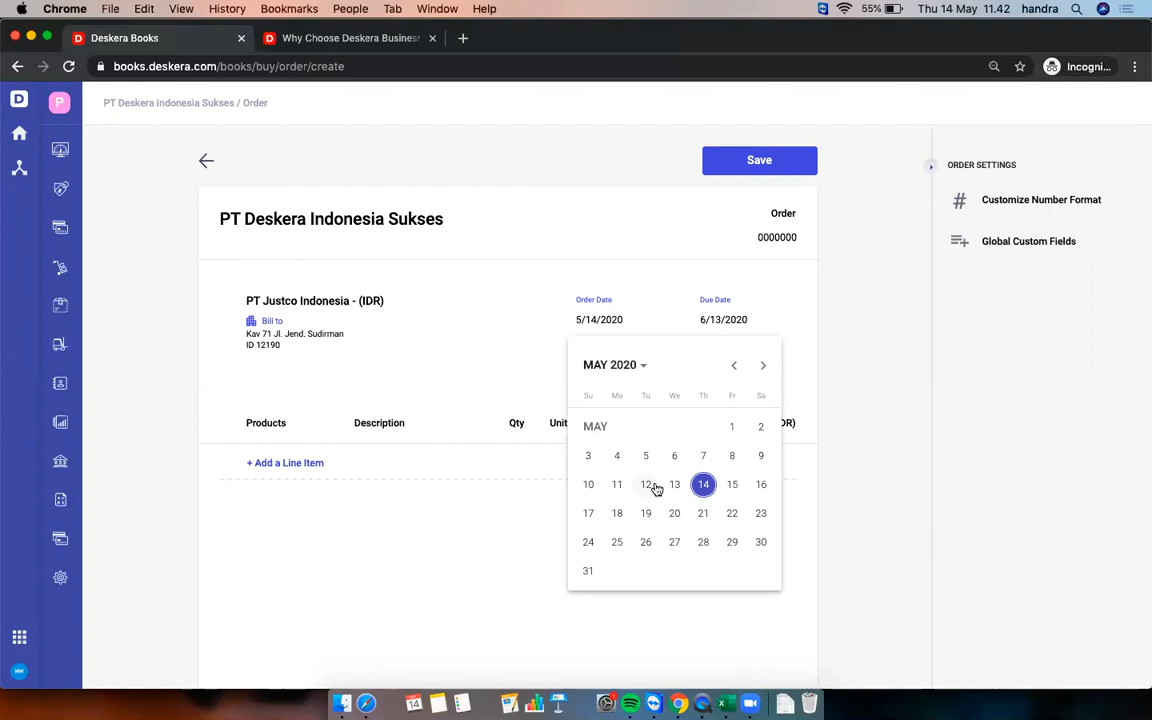 Chrome File Edit View History Bookmarks People Tab Window Help 55% Thu 14 May 11.42 handra
D Deskera Books
D Why Choose Deskera Busines
books.deskera.com/books/buy/order/create
Incogni...
D
P
PT Deskera indonesia Sukses / Order
Save
ORDER SETTINGS
# Customize Number Format
Global Custom Fields
PT Deskera Indonesia Sukses
Order
0000000
PT Justco Indonesia - (IDR)
Bill to
Kav 71 Jl. Jend. Sudirman
ID 12190
Order Date
5/14/2020
Due Date
6/13/2020
MAY 2020
Su Mo Tu We Th Fr Sa
MAY 1 2
3 4 5 6 7 8 9
10 11 12 13 14 15 16
17 18 19 20 21 22 23
24 25 26 27 28 29 30
31
Products Description Qty Unit DR)
+ Add a Line Item
MM
14